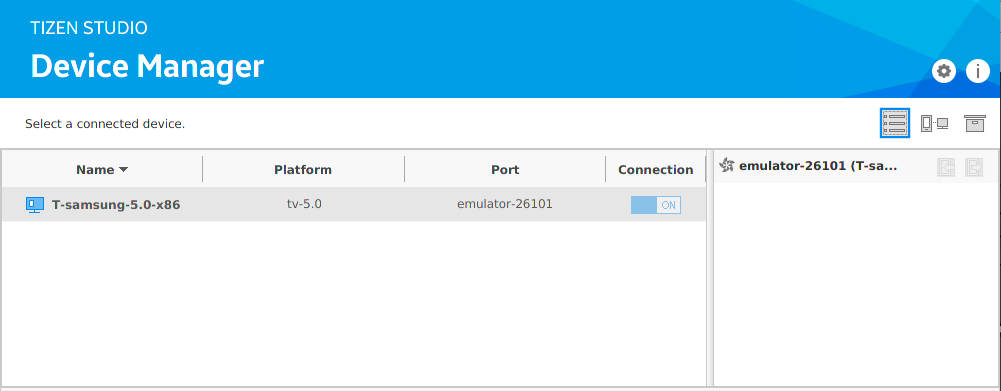 TIZEN STUDIO
Device Manager
i
Select a connected device.
Name Platform Port Connection
emulator-26101 (T-sa...
T-samsung-5.0-x86 tv-5.0 emulator-26101 ON